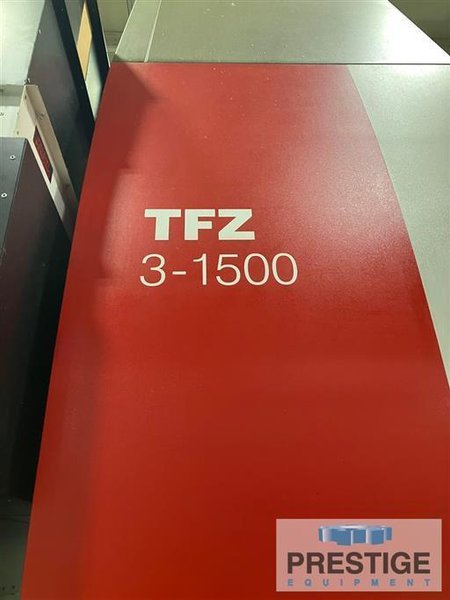 TFZ
3-1500
PRESTIGE
EQUIPMENT